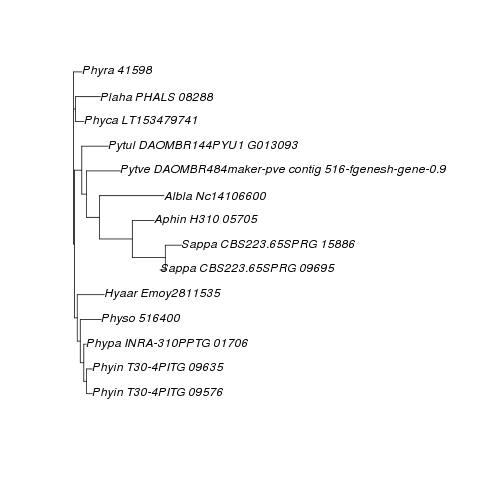 Phyra 41598
Plaha PHALS 08288
Phyca LT153479741
Pytul DAOMBR144PYU1 G013093
Pytve DAOMBR484maker-pve contig 516-fgenesh-gene-0.9
Albla Nc14106600
Aphin H310 05705
Sappa CBS223.65SPRG 15886
Sappa CBS223.65SPRG 09695
Hyaar Emoy2811535
Physo 516400
Phypa INRA-310PPTG 01706
Phyin T30-4PITG 09635
Phyin T30-4PITG 09576